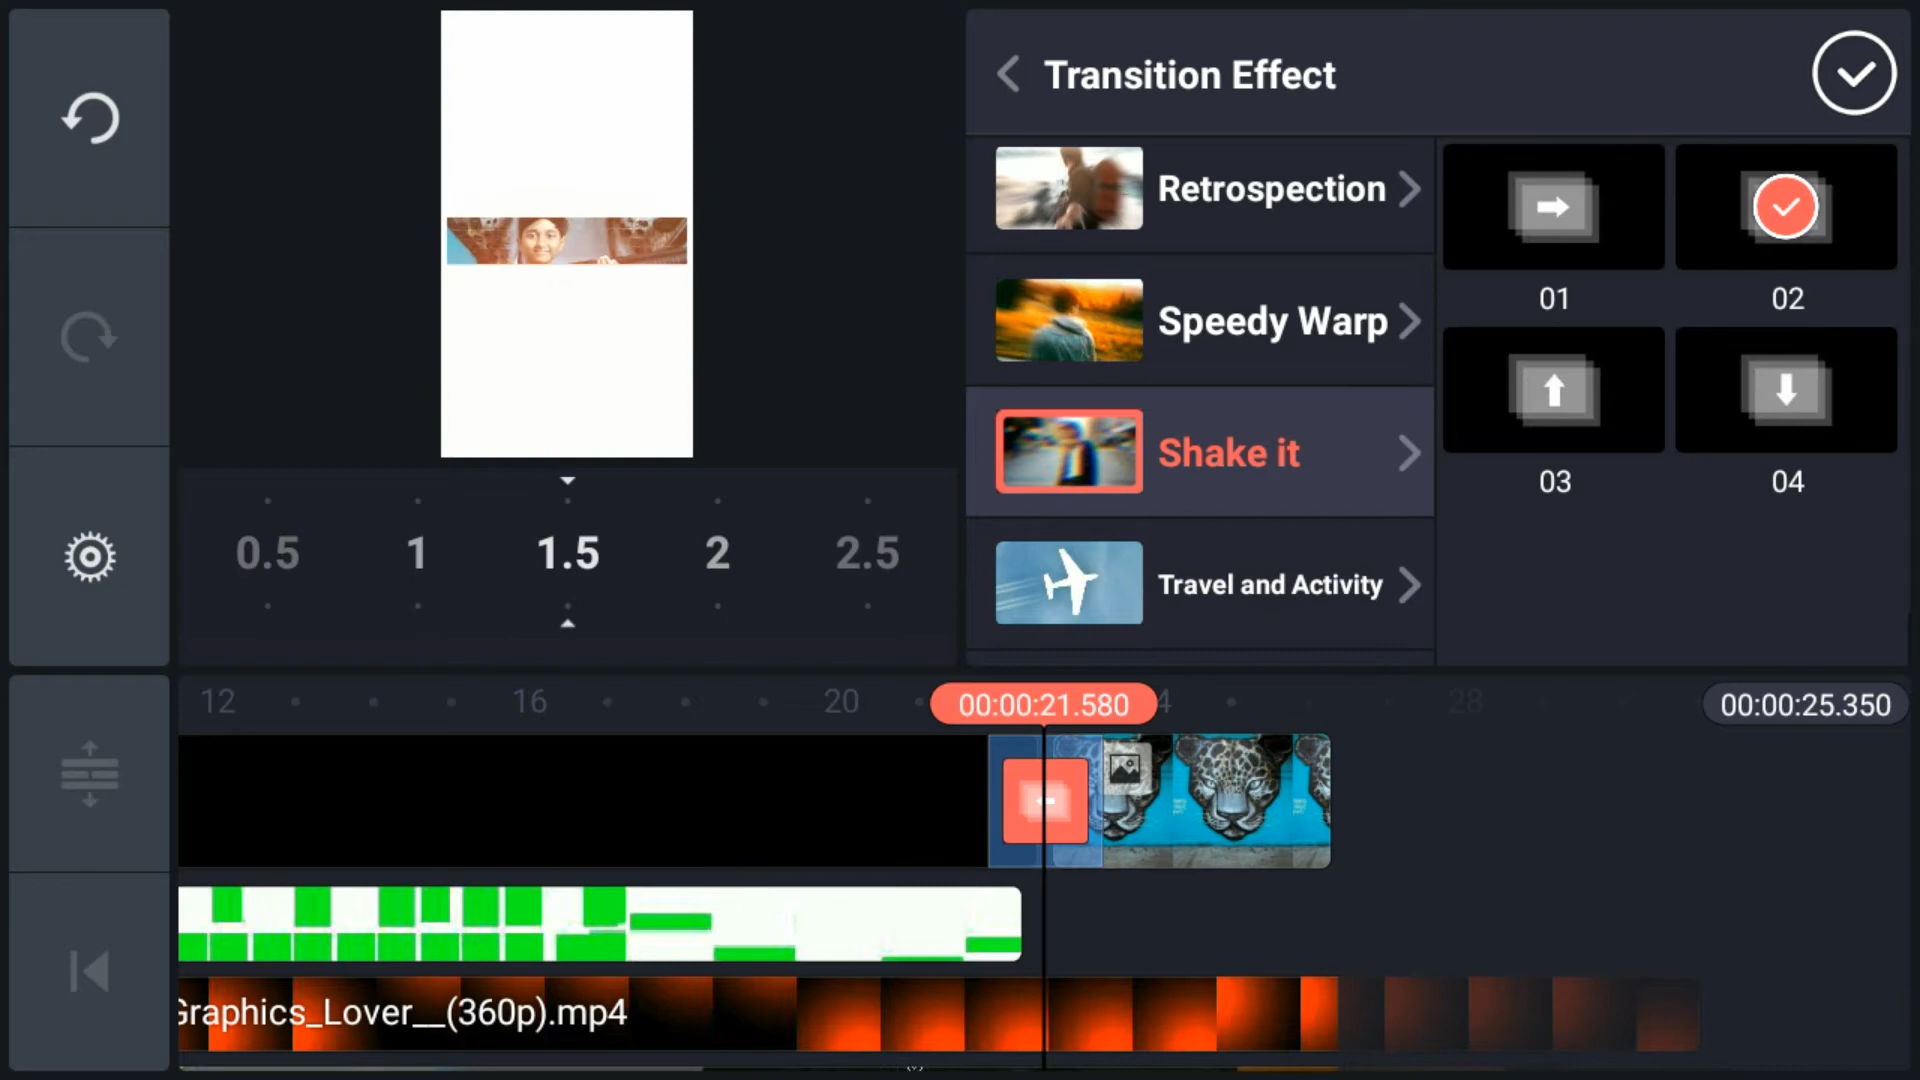 Transition Effect
Retrospection
Speedy Warp
Shake it
Travel and Activity
01
02
03
04
0.5
1
1.5
2
2.5
12
16
20
00:00:21.580
4
28
00:00:25.350
Graphics_Lover__(360p).mp4